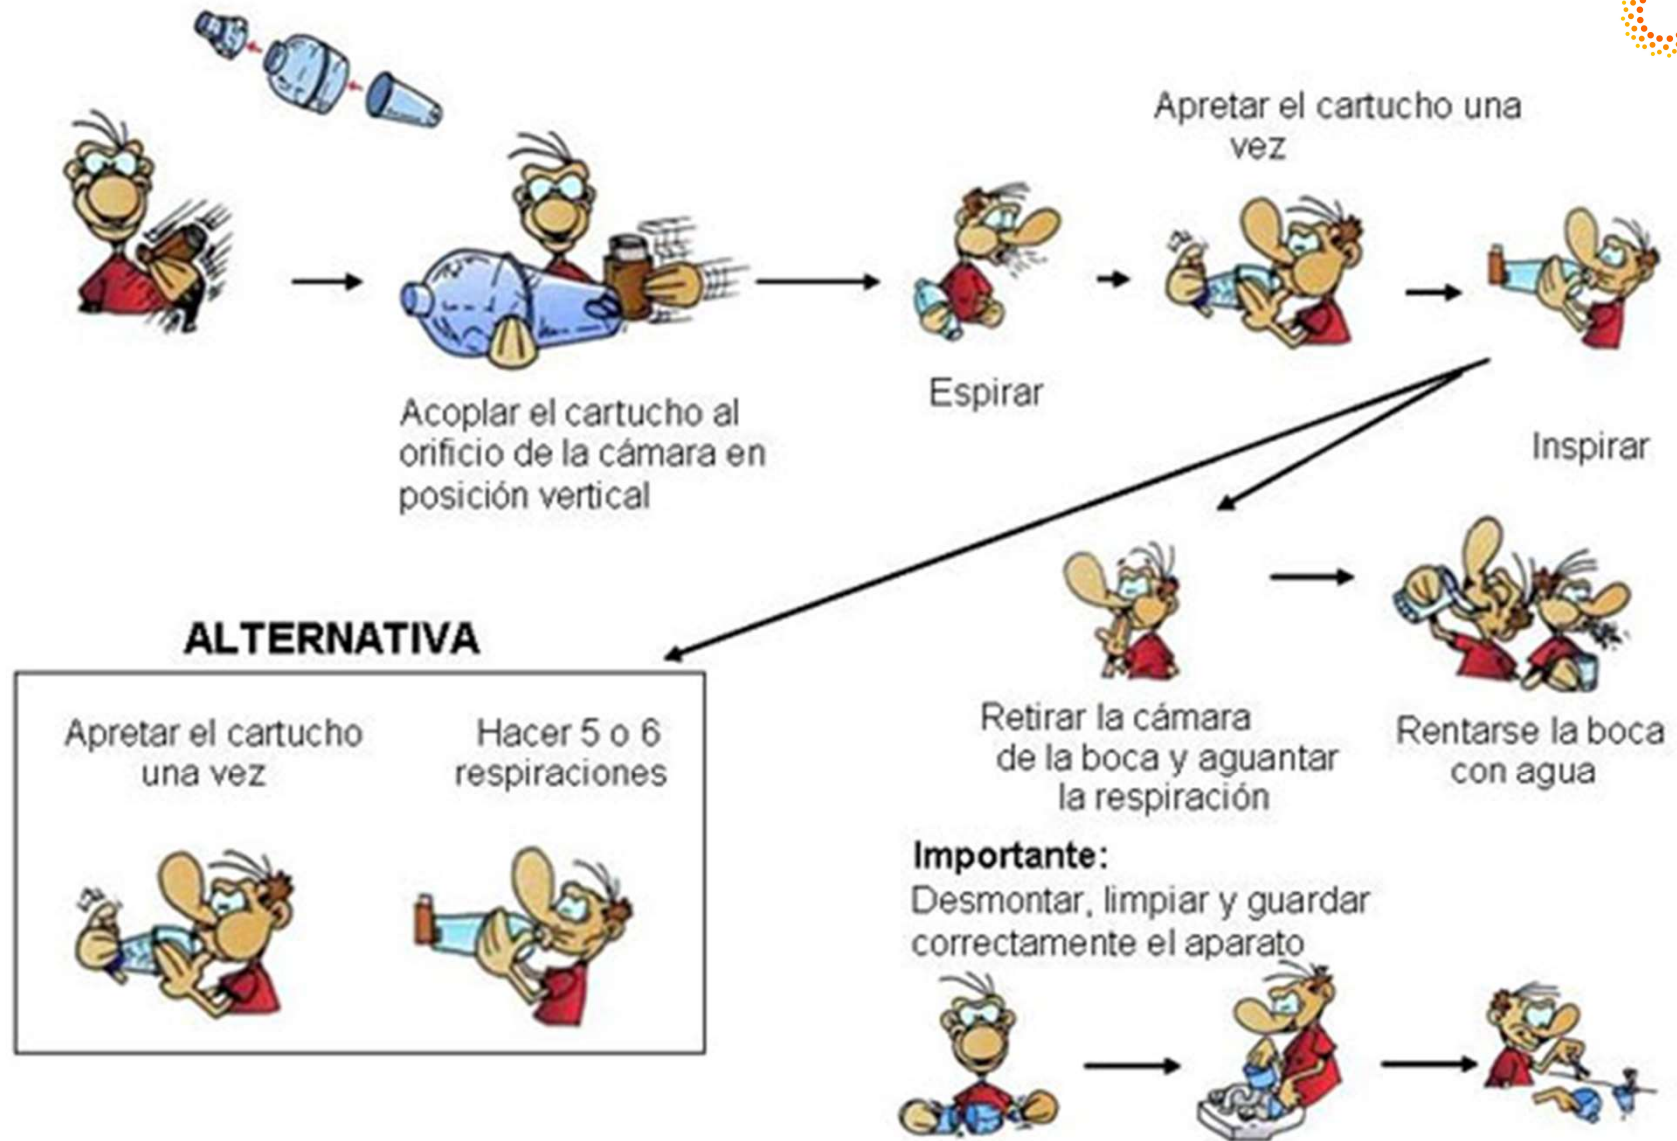 Apretar el cartucho una
vez
Acoplar el cartucho al
orificio de la cámara en
posición vertical
Espirar
Inspirar
ALTERNATIVA
Apretar el cartucho
una vez
Hacer 5 o 6
respiraciones
Retirar la cámara
de la boca y aguantar
la respiración
Rentarse la boca
con agua
Importante:
Desmontar, limpiar y guardar
correctamente el aparato